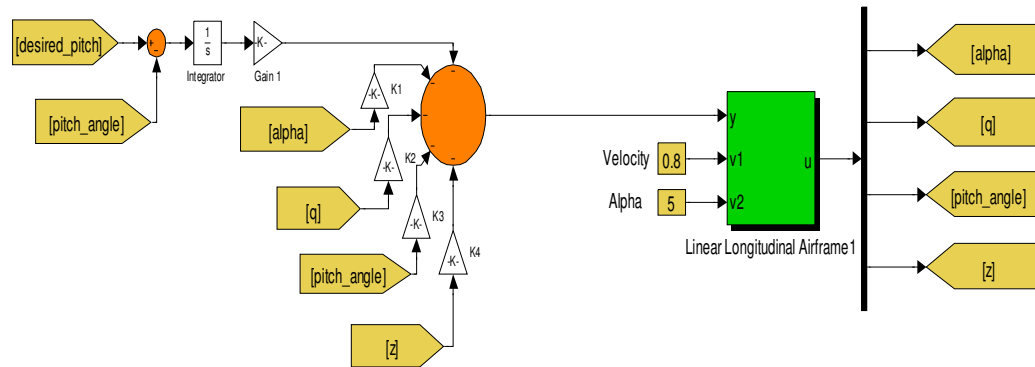 [desired_pitch]
+
-
1
s
Integrator
-K-
Gain 1
[pitch_angle]
-
-
-
-
-
-K-
K1
[alpha]
-K-
K2
[q]
-K-
K3
[pitch_angle]
-K-
K4
[z]
Velocity
0.8
Alpha
5
y
v1
v2
u
Linear Longitudinal Airframe1
[alpha]
[q]
[pitch_angle]
[z]